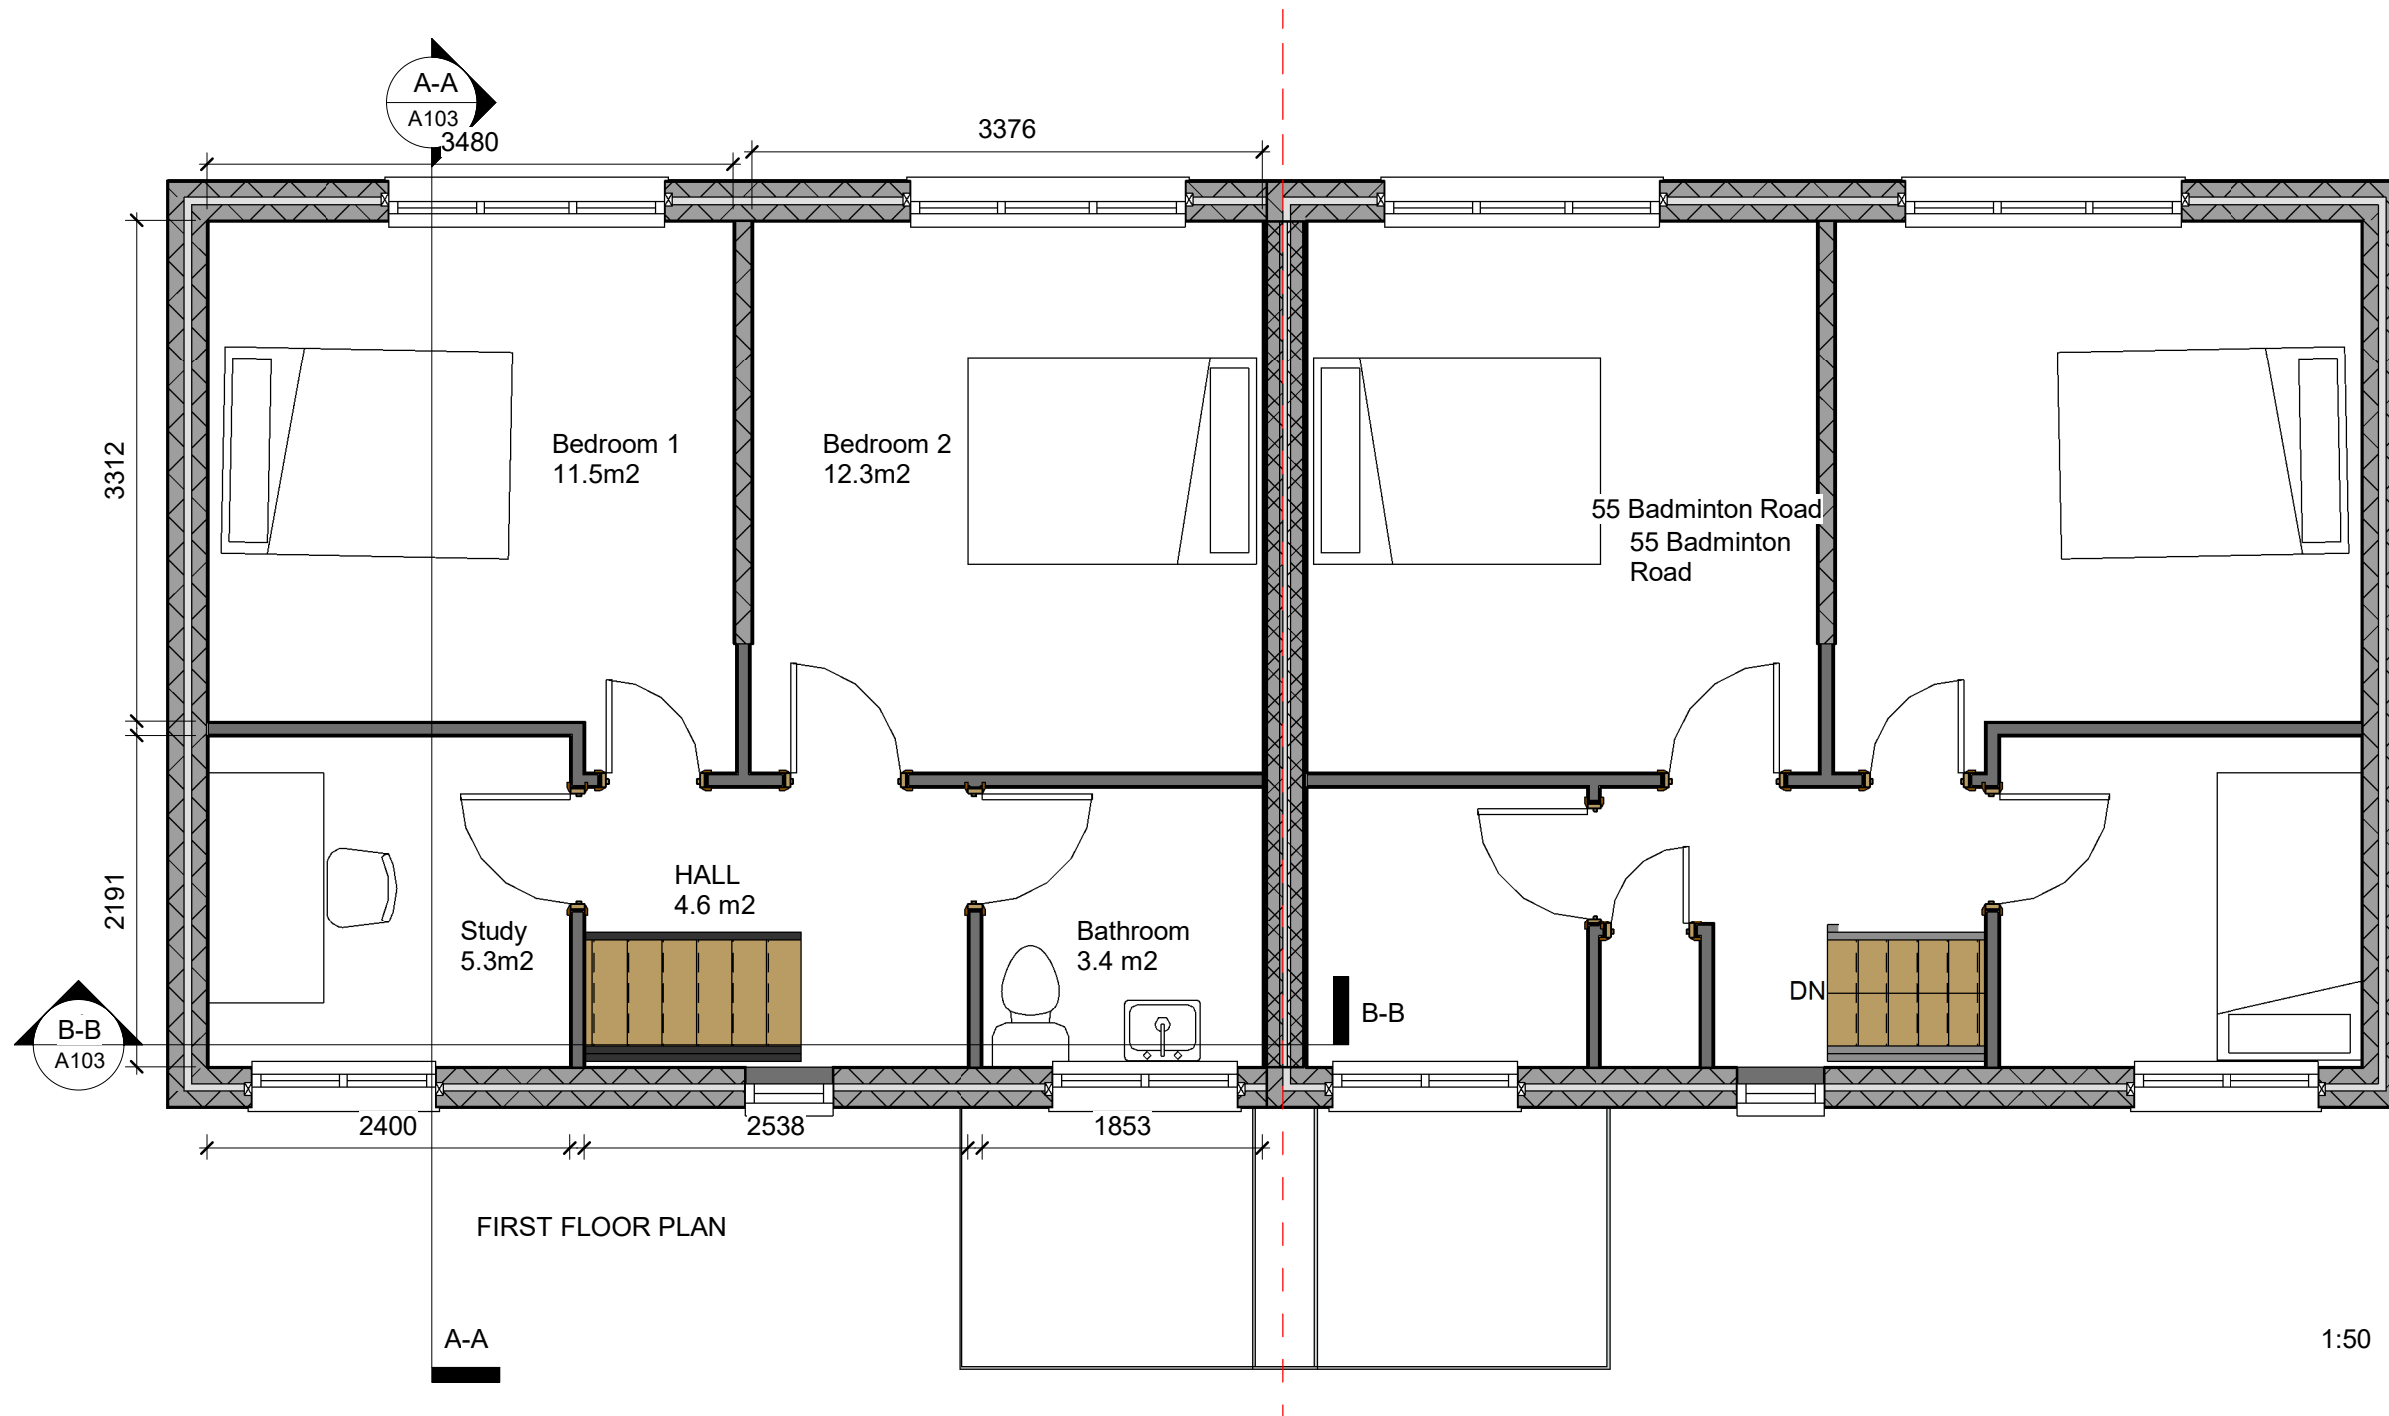 A-A
A103
3480
3376
3312
Bedroom 1
11.5m2
Bedroom 2
12.3m2
55 Badminton Road
55 Badminton
Road
2191
HALL
4.6 m2
Study
5.3m2
Bathroom
3.4 m2
DN
B-B
B-B
A103
2400
2538
1853
FIRST FLOOR PLAN
A-A
1:50